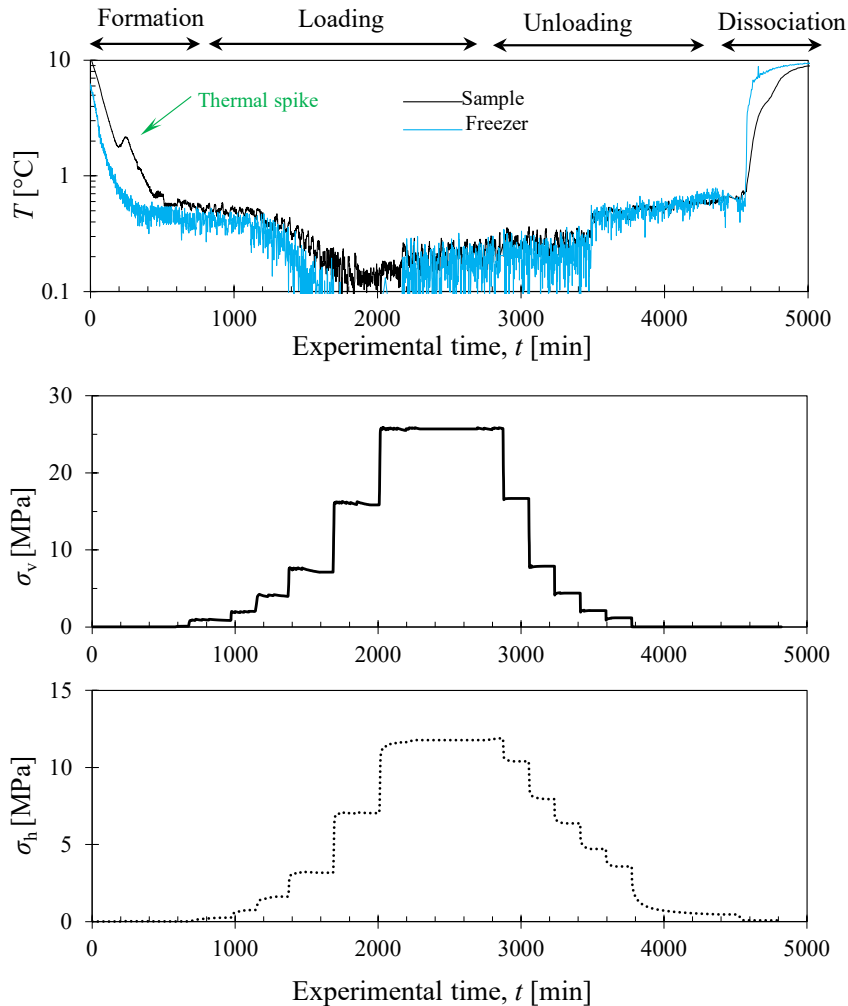 Formation Loading Unloading Dissociation
10
1
0.1
T [°C]
Thermal spike
Sample
Freezer
0 1000 2000 3000 4000 5000
Experimental time, t [min]
30
20
10
0
σv [MPa]
0 1000 2000 3000 4000 5000
15
10
5
0
σh [MPa]
0 1000 2000 3000 4000 5000
Experimental time, t [min]